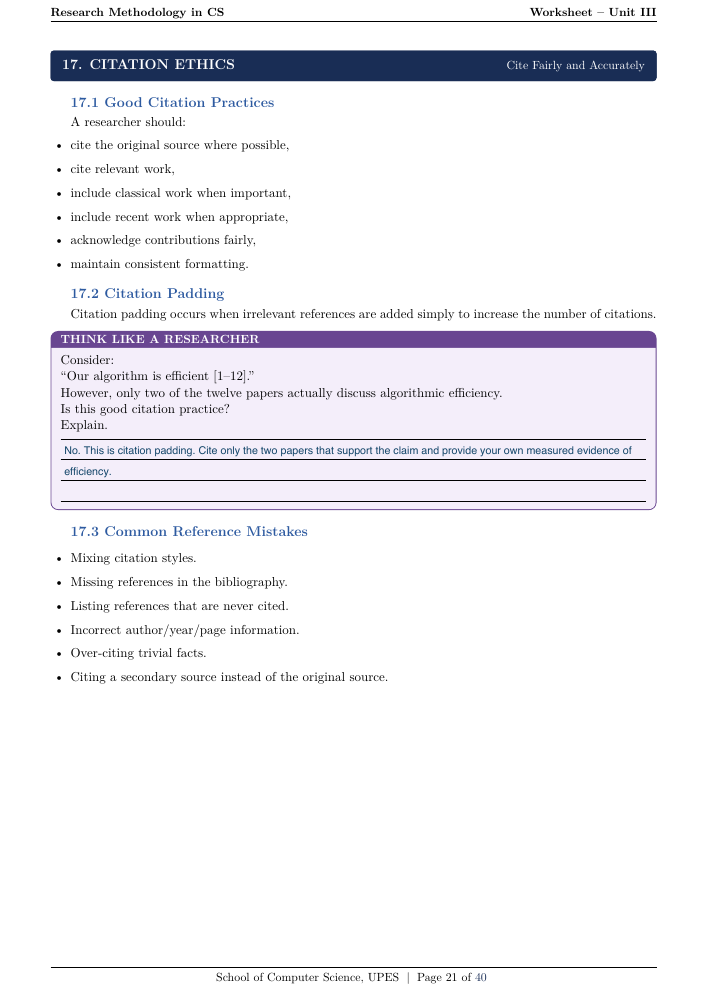 Research Methodology in CS Worksheet – Unit III
17. CITATION ETHICS Cite Fairly and Accurately
17.1 Good Citation Practices
A researcher should:
• cite the original source where possible,
• cite relevant work,
• include classical work when important,
• include recent work when appropriate,
• acknowledge contributions fairly,
• maintain consistent formatting.
17.2 Citation Padding
Citation padding occurs when irrelevant references are added simply to increase the number of citations.
THINK LIKE A RESEARCHER
Consider:
“Our algorithm is efficient [1–12].”
However, only two of the twelve papers actually discuss algorithmic efficiency.
Is this good citation practice?
Explain.
No. This is citation padding. Cite only the two papers that support the claim and provide your own measured evidence of
efficiency.
17.3 Common Reference Mistakes
• Mixing citation styles.
• Missing references in the bibliography.
• Listing references that are never cited.
• Incorrect author/year/page information.
• Over-citing trivial facts.
• Citing a secondary source instead of the original source.
School of Computer Science, UPES | Page 21 of 40